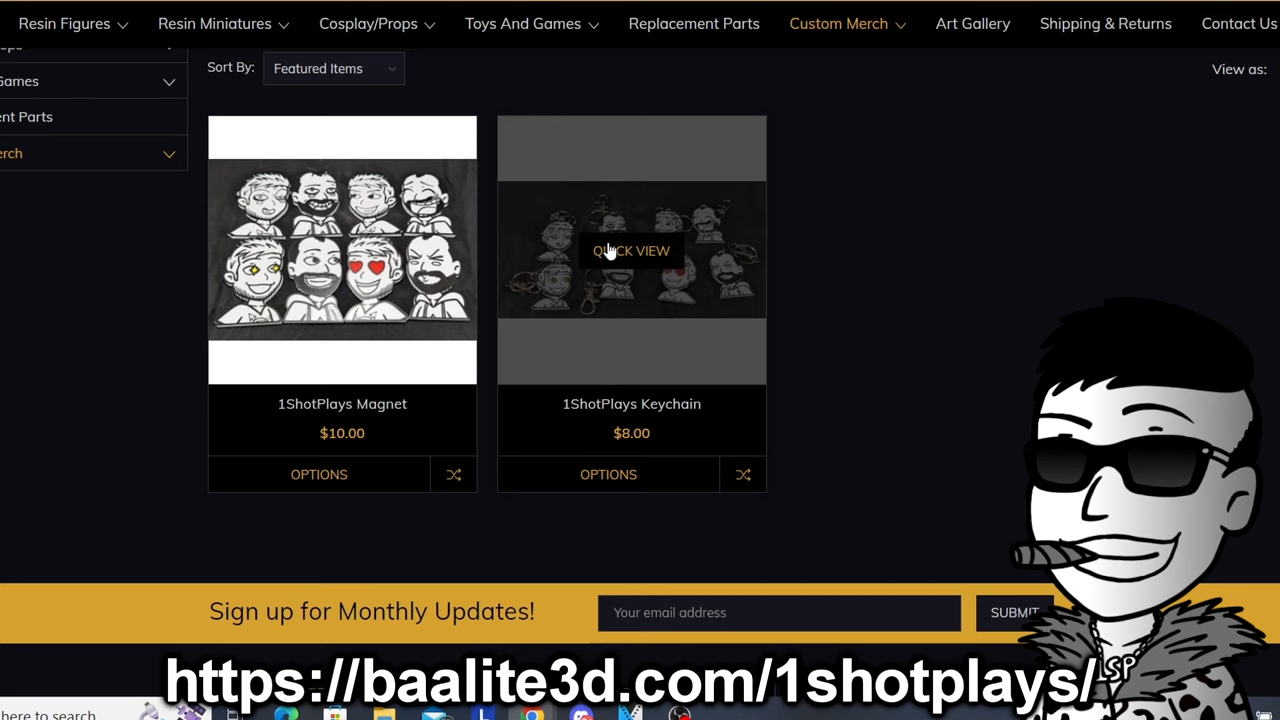 Resin Figures Resin Miniatures Cosplay/Props Toys And Games Replacement Parts Custom Merch Art Gallery Shipping & Returns Contact Us
Sort By: Featured Items View as:
Games
nt Parts
erch
QUICK VIEW
1ShotPlays Magnet
$10.00
OPTIONS
1ShotPlays Keychain
$8.00
OPTIONS
Sign up for Monthly Updates! Your email address SUBMIT
https://baalite3d.com/1shotplays/
SP
here to search